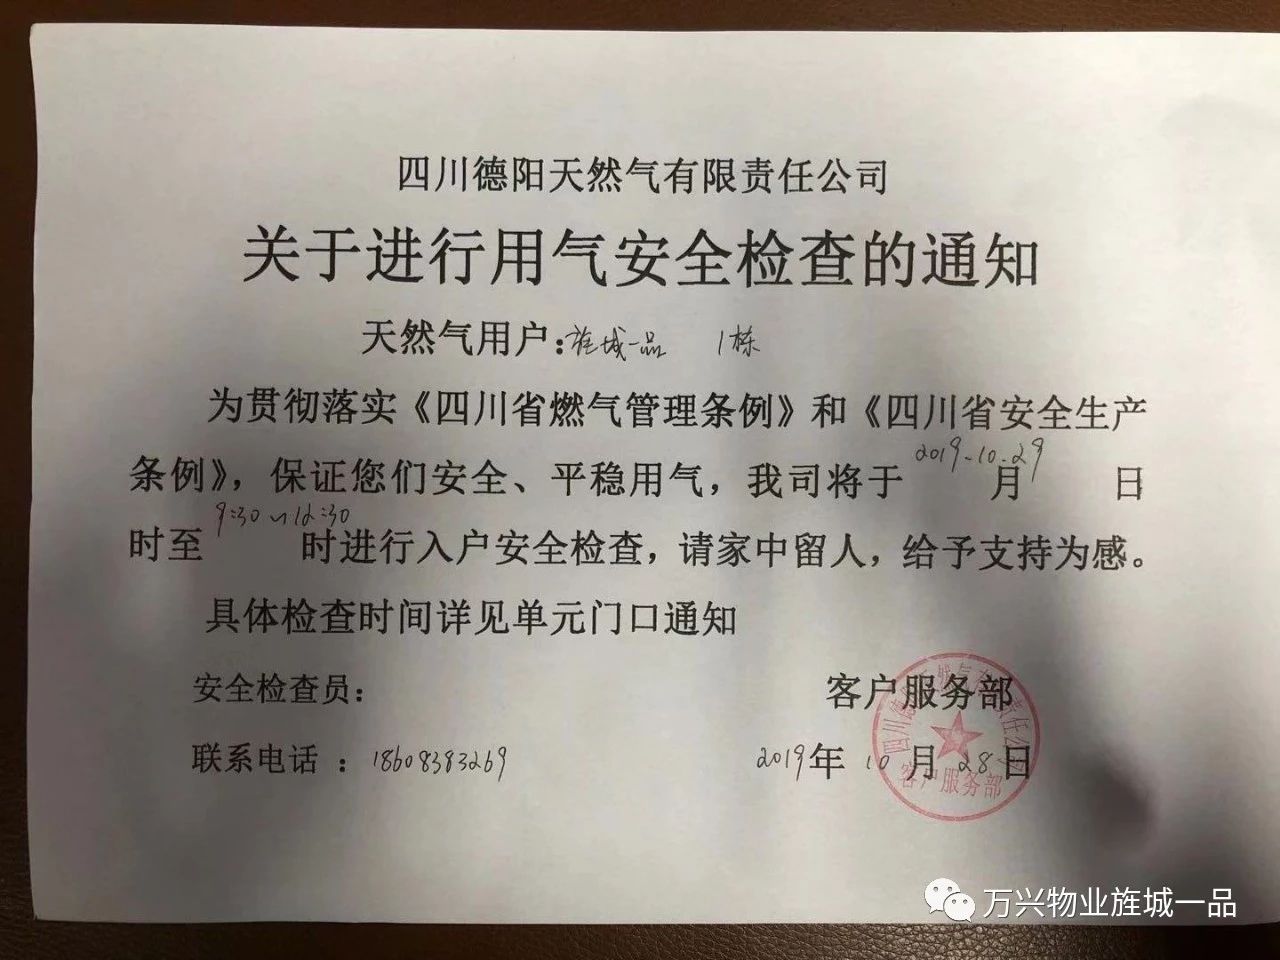 四川德阳天然气有限责任公司
关于进行用气安全检查的通知
天然气用户：旌城一品 1栋
为贯彻落实《四川省燃气管理条例》和《四川省安全生产
条例》，保证您们安全、平稳用气，我司将于 2019-10-29 月 日
时至 9:30~12:30 时进行入户安全检查，请家中留人，给予支持为感。
具体检查时间详见单元门口通知
安全检查员：
客户服务部
联系电话 ：18608383269
2019年 10月 28日
四川德阳天然气有限责任公司
客户服务部
万兴物业旌城一品